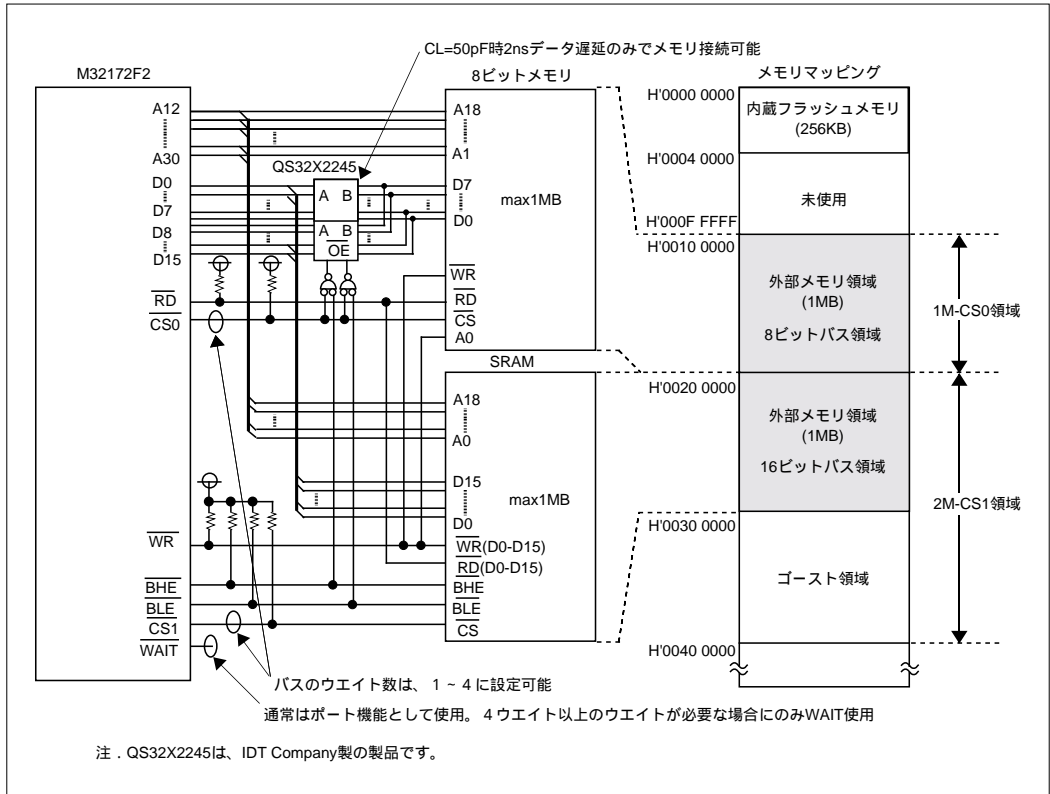 CL=50pF時2nsデータ遅延のみでメモリ接続可能
M32172F2
A12
A30
D0
D7
D8
D15
RD
CS0
WR
BHE
BLE
CS1
WAIT
QS32X2245
A B
A B
OE
8ビットメモリ
A18
A1
D7
D0
max1MB
WR
RD
CS
A0
SRAM
A18
A0
D15
D0
max1MB
WR(D0-D15)
RD(D0-D15)
BHE
BLE
CS
メモリマッピング
H'0000 0000
内蔵フラッシュメモリ
(256KB)
H'0004 0000
未使用
H'000F FFFF
H'0010 0000
外部メモリ領域
(1MB)
8ビットバス領域
1M-CS0領域
H'0020 0000
外部メモリ領域
(1MB)
16ビットバス領域
2M-CS1領域
H'0030 0000
ゴースト領域
H'0040 0000
バスのウエイト数は、1~4に設定可能
通常はポート機能として使用。4ウエイト以上のウエイトが必要な場合にのみWAIT使用
注.QS32X2245は、IDT Company製の製品です。